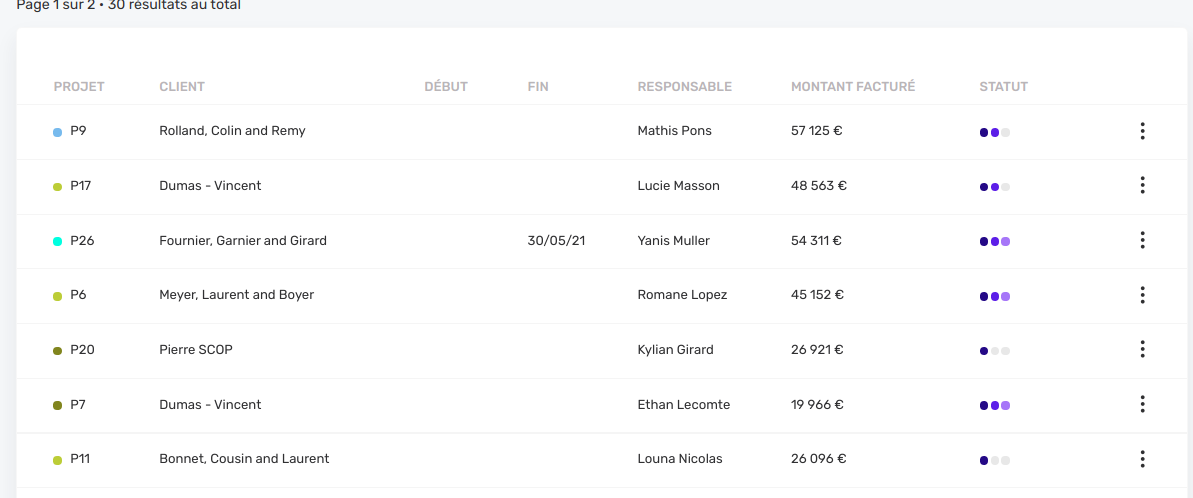 Page 1 sur 2 • 30 résultats au total
PROJET CLIENT DÉBUT FIN RESPONSABLE MONTANT FACTURÉ STATUT
P9 Rolland, Colin and Remy Mathis Pons 57 125 €
P17 Dumas - Vincent Lucie Masson 48 563 €
P26 Fournier, Garnier and Girard 30/05/21 Yanis Muller 54 311 €
P6 Meyer, Laurent and Boyer Romane Lopez 45 152 €
P20 Pierre SCOP Kylian Girard 26 921 €
P7 Dumas - Vincent Ethan Lecomte 19 966 €
P11 Bonnet, Cousin and Laurent Louna Nicolas 26 096 €